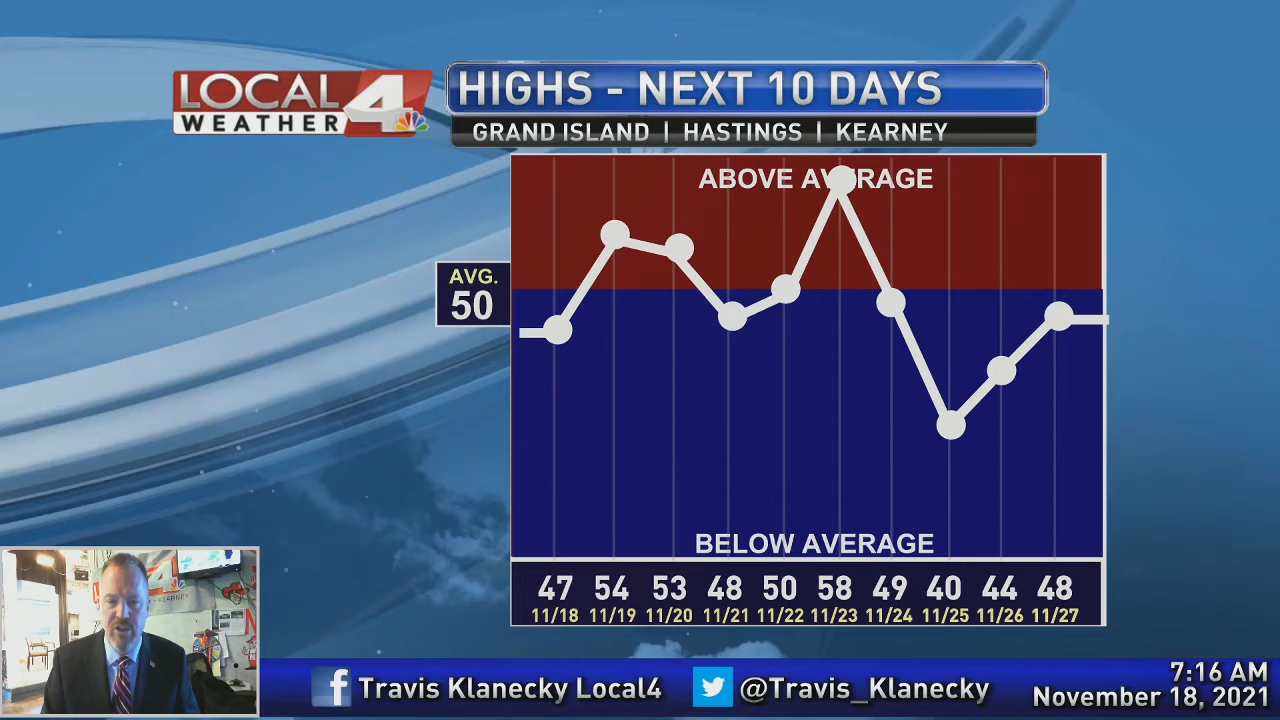 LOCAL 4
WEATHER
HIGHS - NEXT 10 DAYS
GRAND ISLAND | HASTINGS | KEARNEY
ABOVE AVERAGE
AVG.
50
BELOW AVERAGE
47 54 53 48 50 58 49 40 44 48
11/18 11/19 11/20 11/21 11/22 11/23 11/24 11/25 11/26 11/27
KEARNEY
Travis Klanecky Local4
@Travis_Klanecky
7:16 AM
November 18, 2021